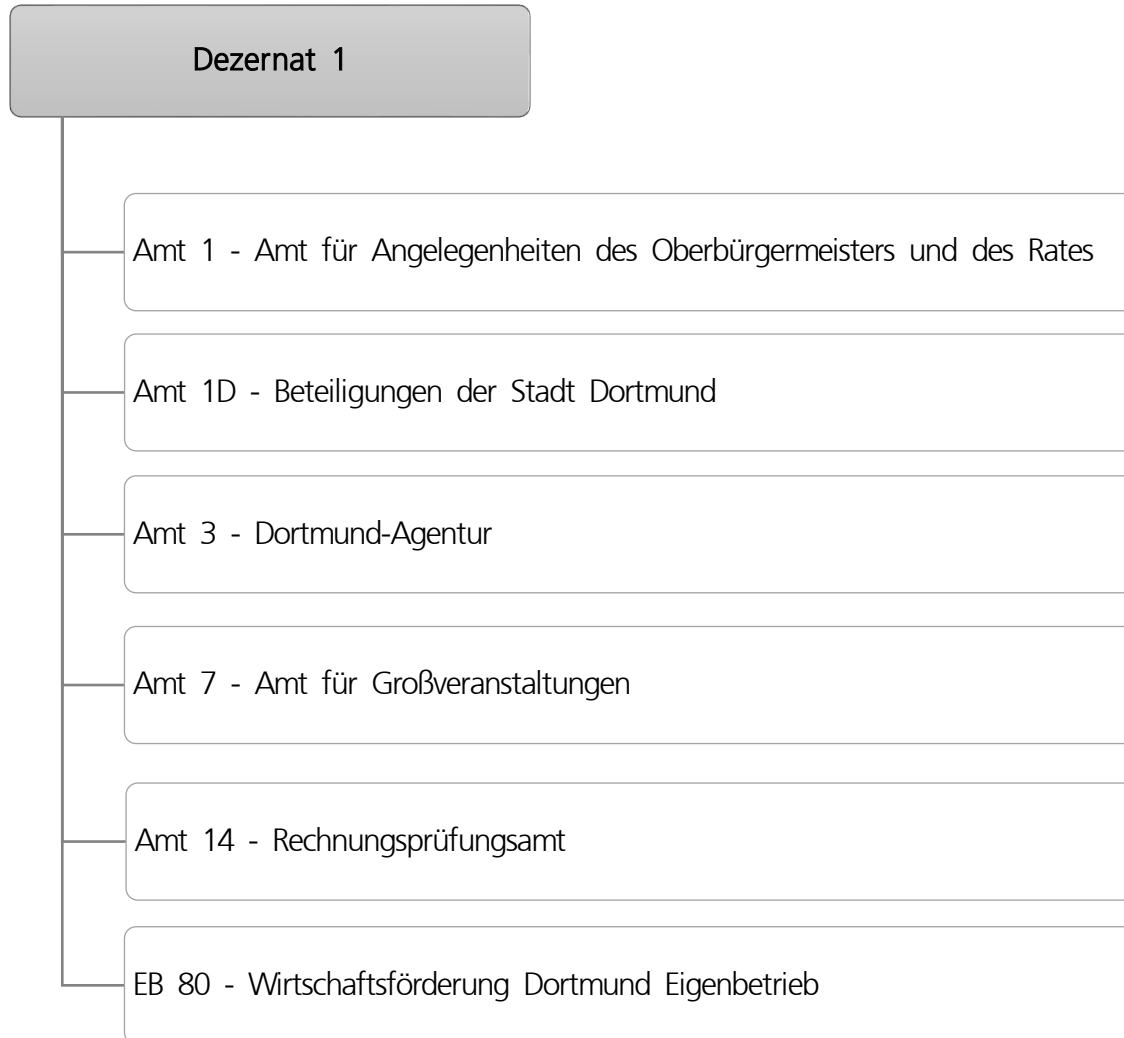 Dezernat 1
Amt 1 - Amt für Angelegenheiten des Oberbürgermeisters und des Rates
Amt 1D - Beteiligungen der Stadt Dortmund
Amt 3 - Dortmund-Agentur
Amt 7 - Amt für Großveranstaltungen
Amt 14 - Rechnungsprüfungsamt
EB 80 - Wirtschaftsförderung Dortmund Eigenbetrieb